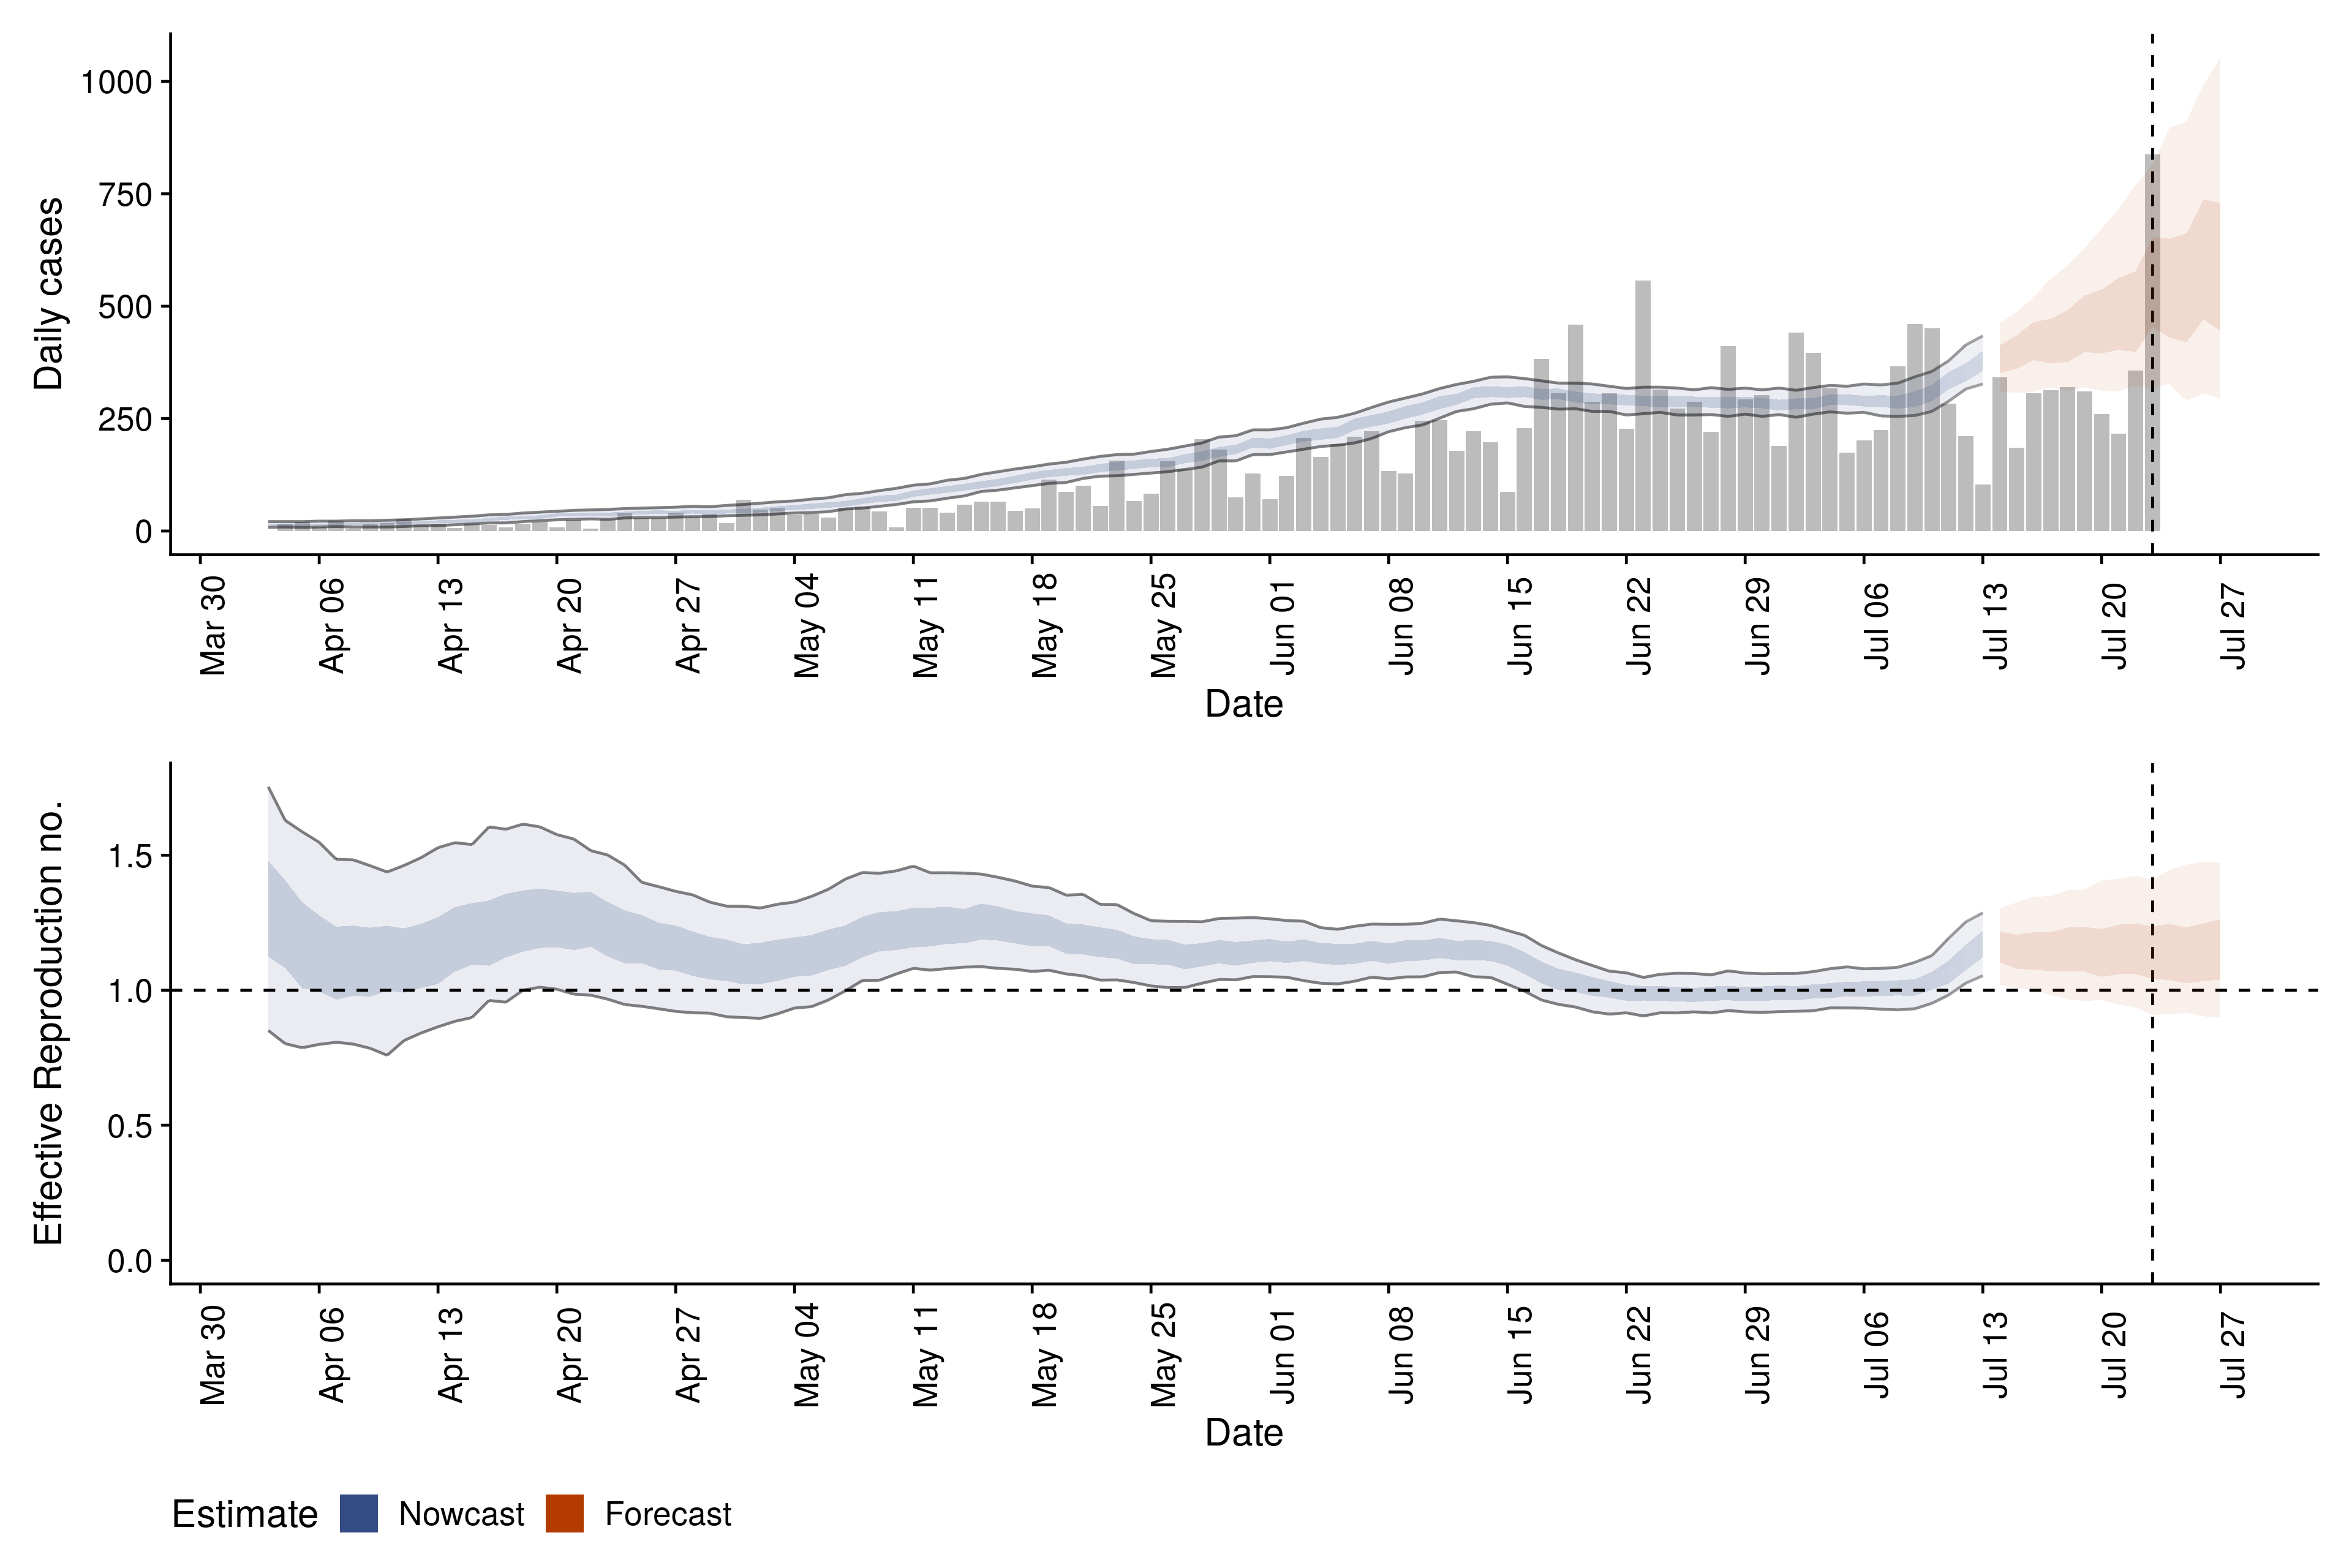 Daily cases
1000
750
500
250
0
Mar 30
Apr 06
Apr 13
Apr 20
Apr 27
May 04
May 11
May 18
May 25
Jun 01
Jun 08
Jun 15
Jun 22
Jun 29
Jul 06
Jul 13
Jul 20
Jul 27
Date
Effective Reproduction no.
1.5
1.0
0.5
0.0
Mar 30
Apr 06
Apr 13
Apr 20
Apr 27
May 04
May 11
May 18
May 25
Jun 01
Jun 08
Jun 15
Jun 22
Jun 29
Jul 06
Jul 13
Jul 20
Jul 27
Date
Estimate Nowcast Forecast